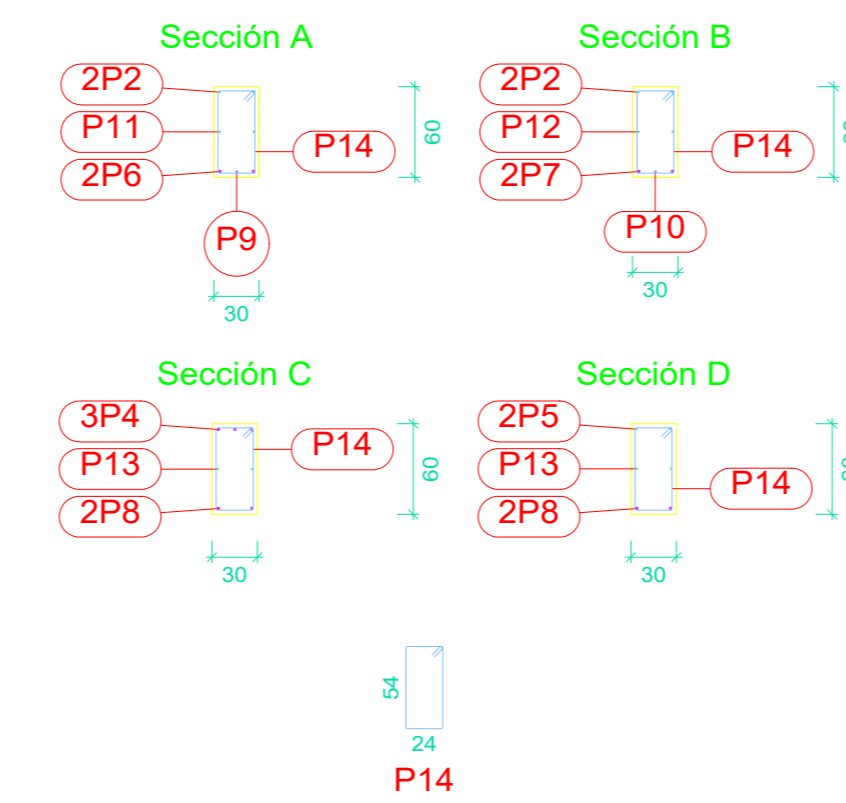 Sección A
2P2
P11
2P6
P14
P9
60
30
Sección B
2P2
P12
2P7
P14
P10
30
Sección C
3P4
P13
2P8
P14
60
30
Sección D
2P5
P13
2P8
P14
30
54
24
P14